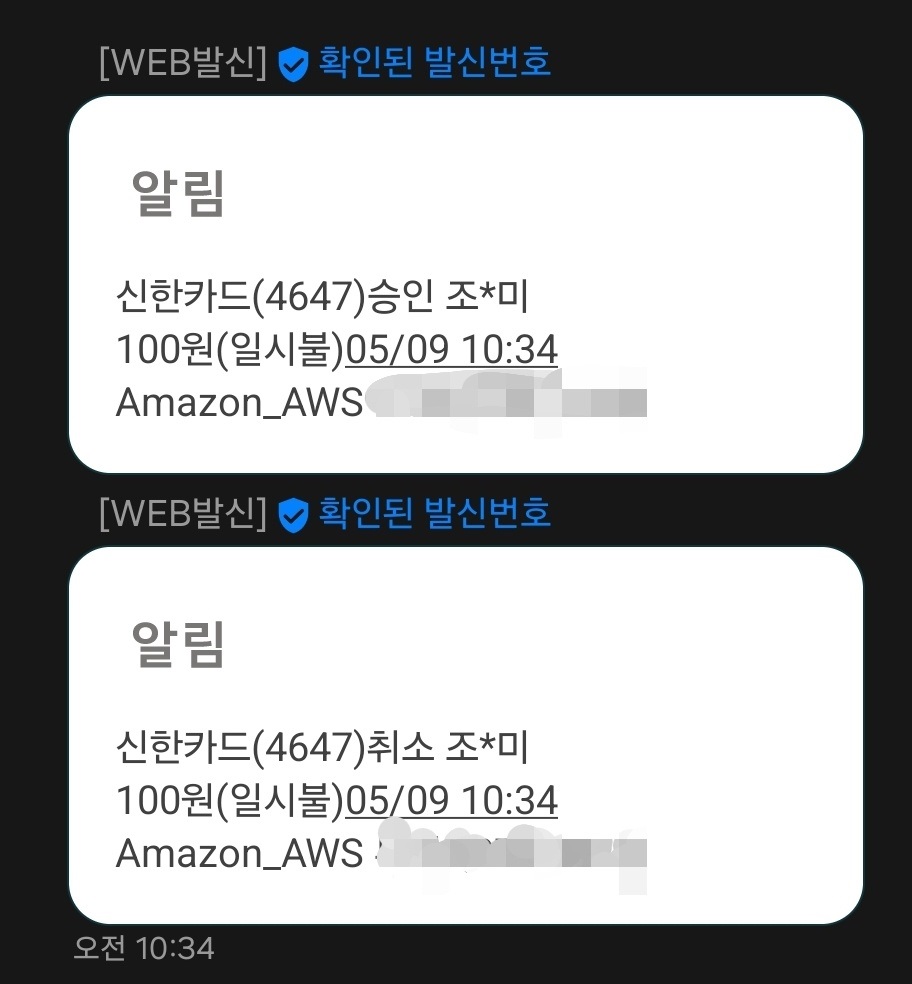 [WEB발신] 확인된 발신번호
알림
신한카드(4647)승인 조*미
100원(일시불)05/09 10:34
Amazon_AWS
[WEB발신] 확인된 발신번호
알림
신한카드(4647)취소 조*미
100원(일시불)05/09 10:34
Amazon_AWS
오전 10:34